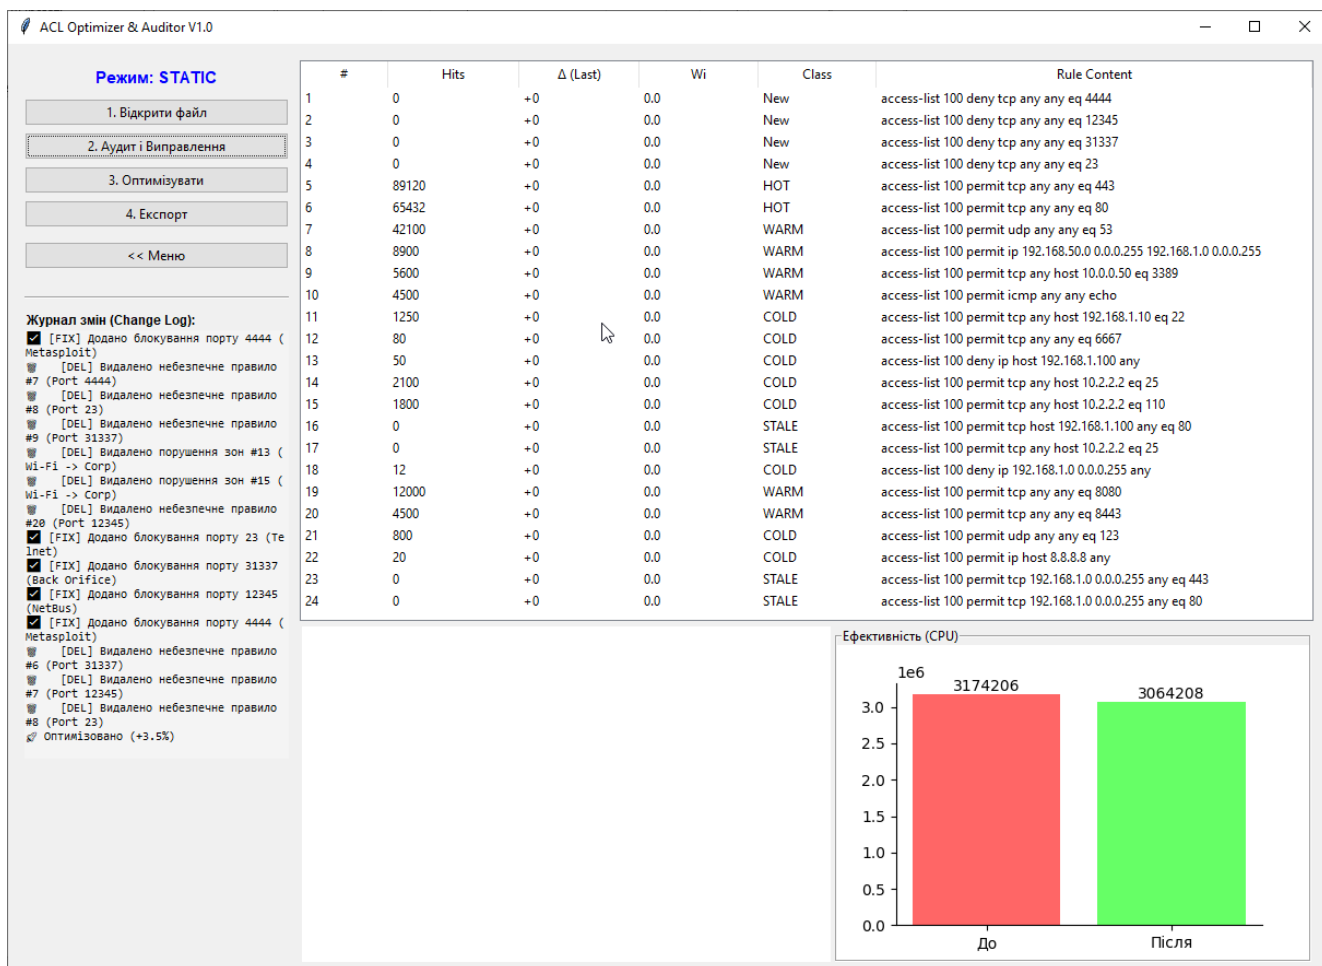 ACL Optimizer & Auditor V1.0
Режим: STATIC
1. Відкрити файл
2. Аудит і Виправлення
3. Оптимізувати
4. Експорт
<< Меню
Журнал змін (Change Log):
[FIX] Додано блокування порту 4444 (
Metasploit)
[DEL] Видалено небезпечне правило
#7 (Port 4444)
[DEL] Видалено небезпечне правило
#8 (Port 23)
[DEL] Видалено небезпечне правило
#9 (Port 31337)
[DEL] Видалено порушення зон #13 (
Wi-Fi -> Corp)
[DEL] Видалено порушення зон #15 (
Wi-Fi -> Corp)
[DEL] Видалено небезпечне правило
#20 (Port 12345)
[FIX] Додано блокування порту 23 (Te
lnet)
[FIX] Додано блокування порту 31337
(Back Orifice)
[FIX] Додано блокування порту 12345
(NetBus)
[FIX] Додано блокування порту 4444 (
Metasploit)
[DEL] Видалено небезпечне правило
#6 (Port 31337)
[DEL] Видалено небезпечне правило
#7 (Port 12345)
[DEL] Видалено небезпечне правило
#8 (Port 23)
Оптимізовано (+3.5%)
# Hits Δ (Last) Wi Class Rule Content
1 0 +0 0.0 New access-list 100 deny tcp any any eq 4444
2 0 +0 0.0 New access-list 100 deny tcp any any eq 12345
3 0 +0 0.0 New access-list 100 deny tcp any any eq 31337
4 0 +0 0.0 New access-list 100 deny tcp any any eq 23
5 89120 +0 0.0 HOT access-list 100 permit tcp any any eq 443
6 65432 +0 0.0 HOT access-list 100 permit tcp any any eq 80
7 42100 +0 0.0 WARM access-list 100 permit udp any any eq 53
8 8900 +0 0.0 WARM access-list 100 permit ip 192.168.50.0 0.0.0.255 192.168.1.0 0.0.0.255
9 5600 +0 0.0 WARM access-list 100 permit tcp any host 10.0.0.50 eq 3389
10 4500 +0 0.0 WARM access-list 100 permit icmp any any echo
11 1250 +0 0.0 COLD access-list 100 permit tcp any host 192.168.1.10 eq 22
12 80 +0 0.0 COLD access-list 100 permit tcp any any eq 6667
13 50 +0 0.0 COLD access-list 100 deny ip host 192.168.1.100 any
14 2100 +0 0.0 COLD access-list 100 permit tcp any host 10.2.2.2 eq 25
15 1800 +0 0.0 COLD access-list 100 permit tcp any host 10.2.2.2 eq 110
16 0 +0 0.0 STALE access-list 100 permit tcp host 192.168.1.100 any eq 80
17 0 +0 0.0 STALE access-list 100 permit tcp any host 10.2.2.2 eq 25
18 12 +0 0.0 COLD access-list 100 deny ip 192.168.1.0 0.0.0.255 any
19 12000 +0 0.0 WARM access-list 100 permit tcp any any eq 8080
20 4500 +0 0.0 WARM access-list 100 permit tcp any any eq 8443
21 800 +0 0.0 COLD access-list 100 permit udp any any eq 123
22 20 +0 0.0 COLD access-list 100 permit ip host 8.8.8.8 any
23 0 +0 0.0 STALE access-list 100 permit tcp 192.168.1.0 0.0.0.255 any eq 443
24 0 +0 0.0 STALE access-list 100 permit tcp 192.168.1.0 0.0.0.255 any eq 80
Ефективність (CPU)
1e6
3174206
3064208
3.0
2.5
2.0
1.5
1.0
0.5
0.0
До
Після